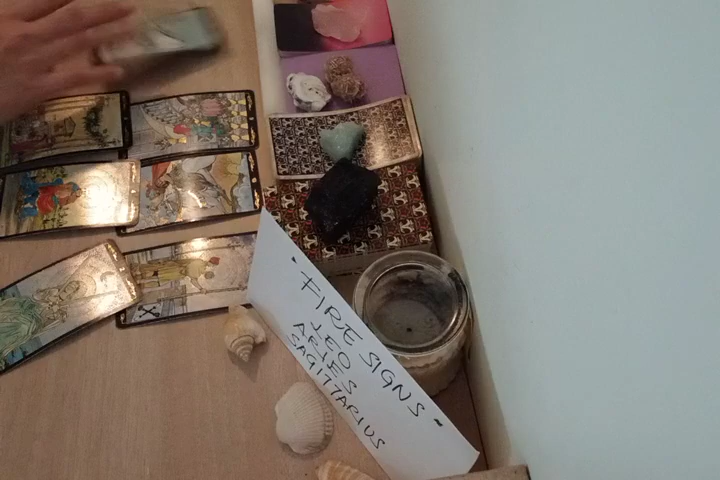 - FIRE SIGNS -
LEO
ARIES
SAGITTARIUS
X